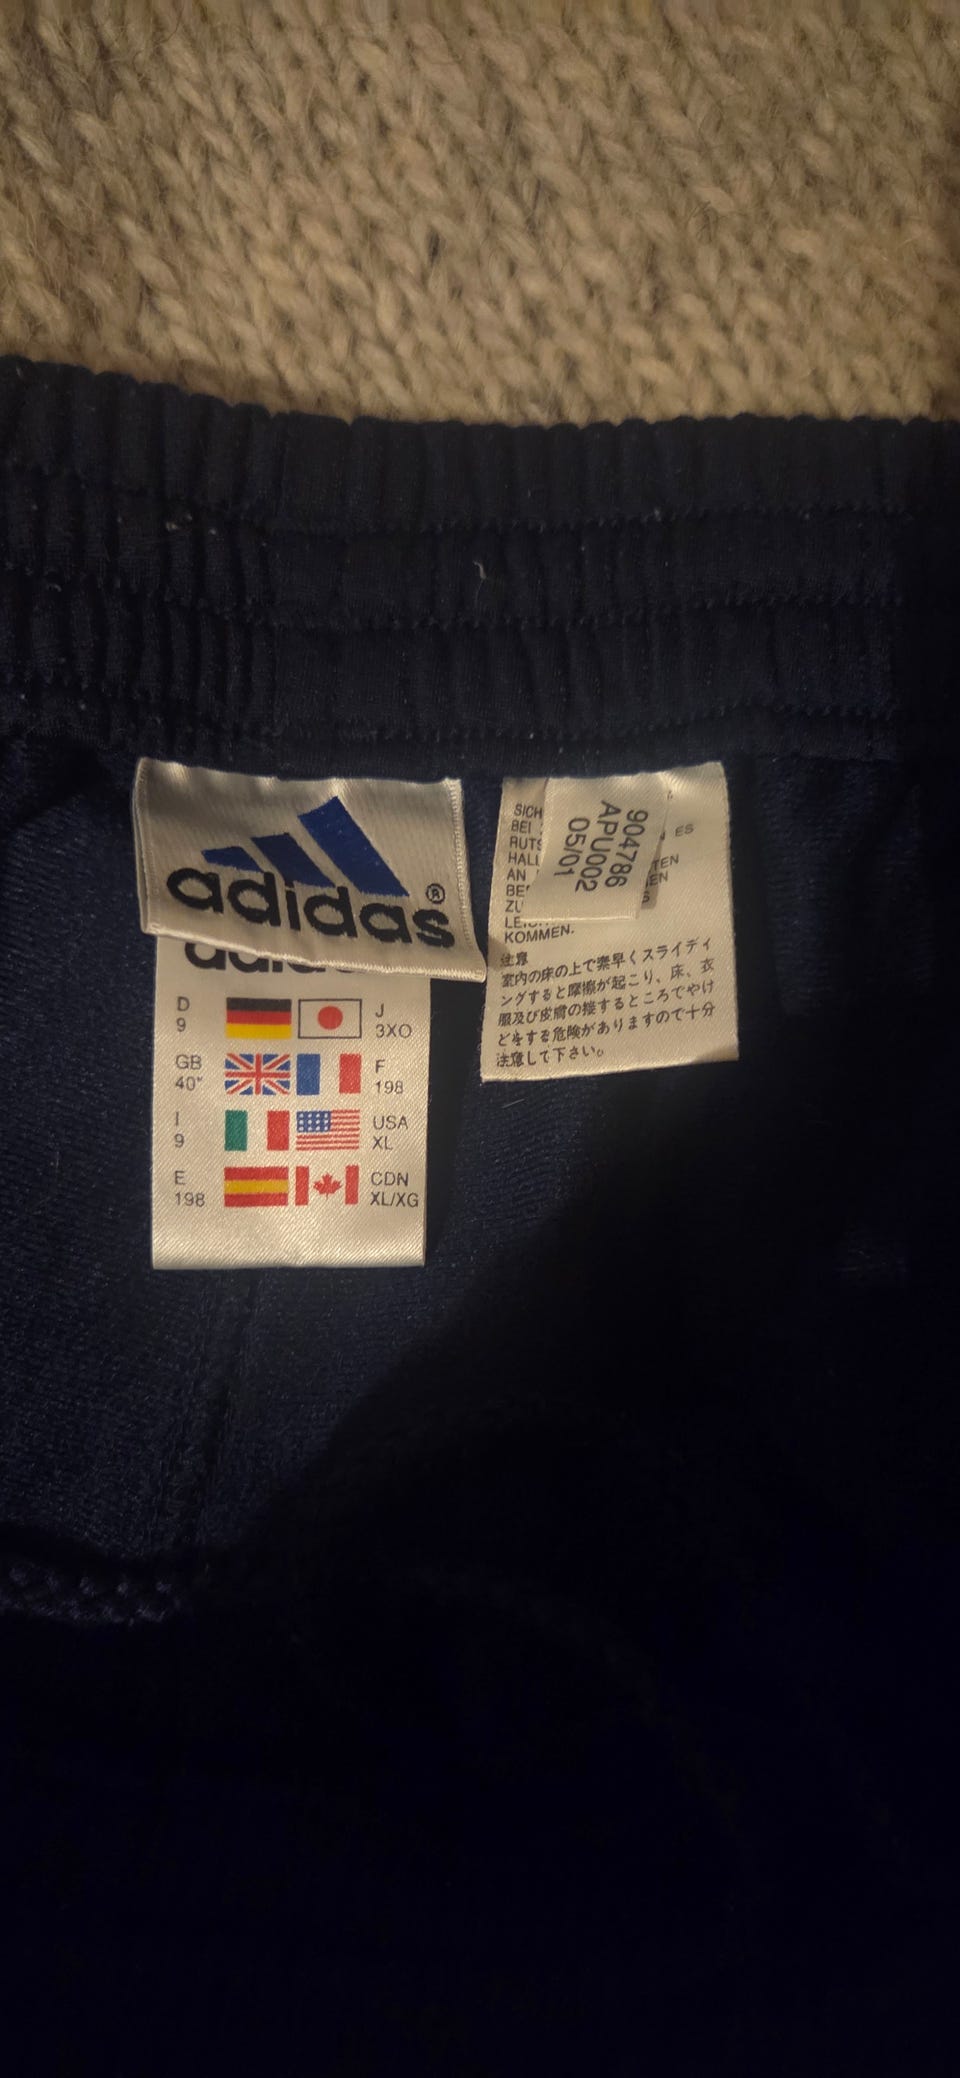 adidas®
D
9
J
3XO
GB
40"
F
198
I
9
USA
XL
E
198
CDN
XL/XG
904786
APU002
05/01
SICH
BEI
HALL
AN
ZU
KOMMEN.
ES
注意
室内の床の上で素早くスライディ
ングすると摩擦が起こり、床、衣
服及び皮膚の接するところでやけ
どをする危険がありますので十分
注意して下さい。